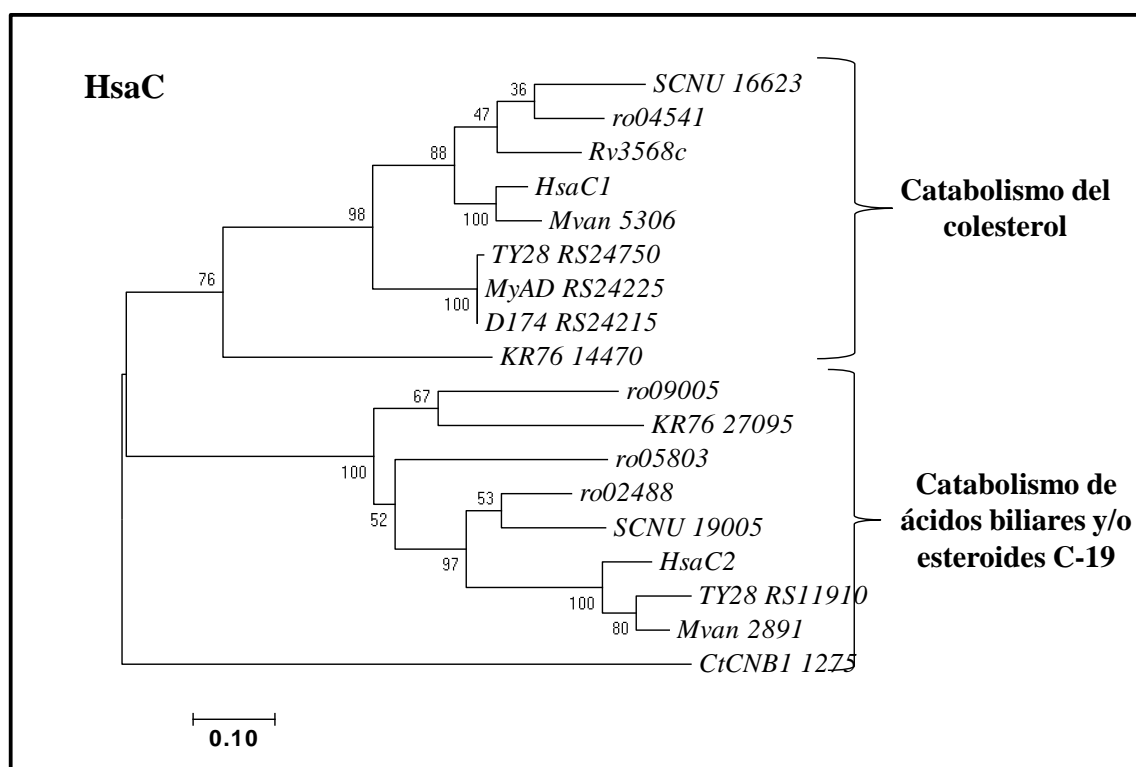 HsaC
36
SCNU 16623
ro04541
47
Rv3568c
88
HsaC1
100
Mvan 5306
98
TY28 RS24750
MyAD RS24225
100
D174 RS24215
76
KR76 14470
Catabolismo del
colesterol
67
ro09005
KR76 27095
100
ro05803
52
53
ro02488
SCNU 19005
97
HsaC2
100
TY28 RS11910
80
Mvan 2891
CtCNB1 1275
Catabolismo de
ácidos biliares y/o
esteroides C-19
0.10